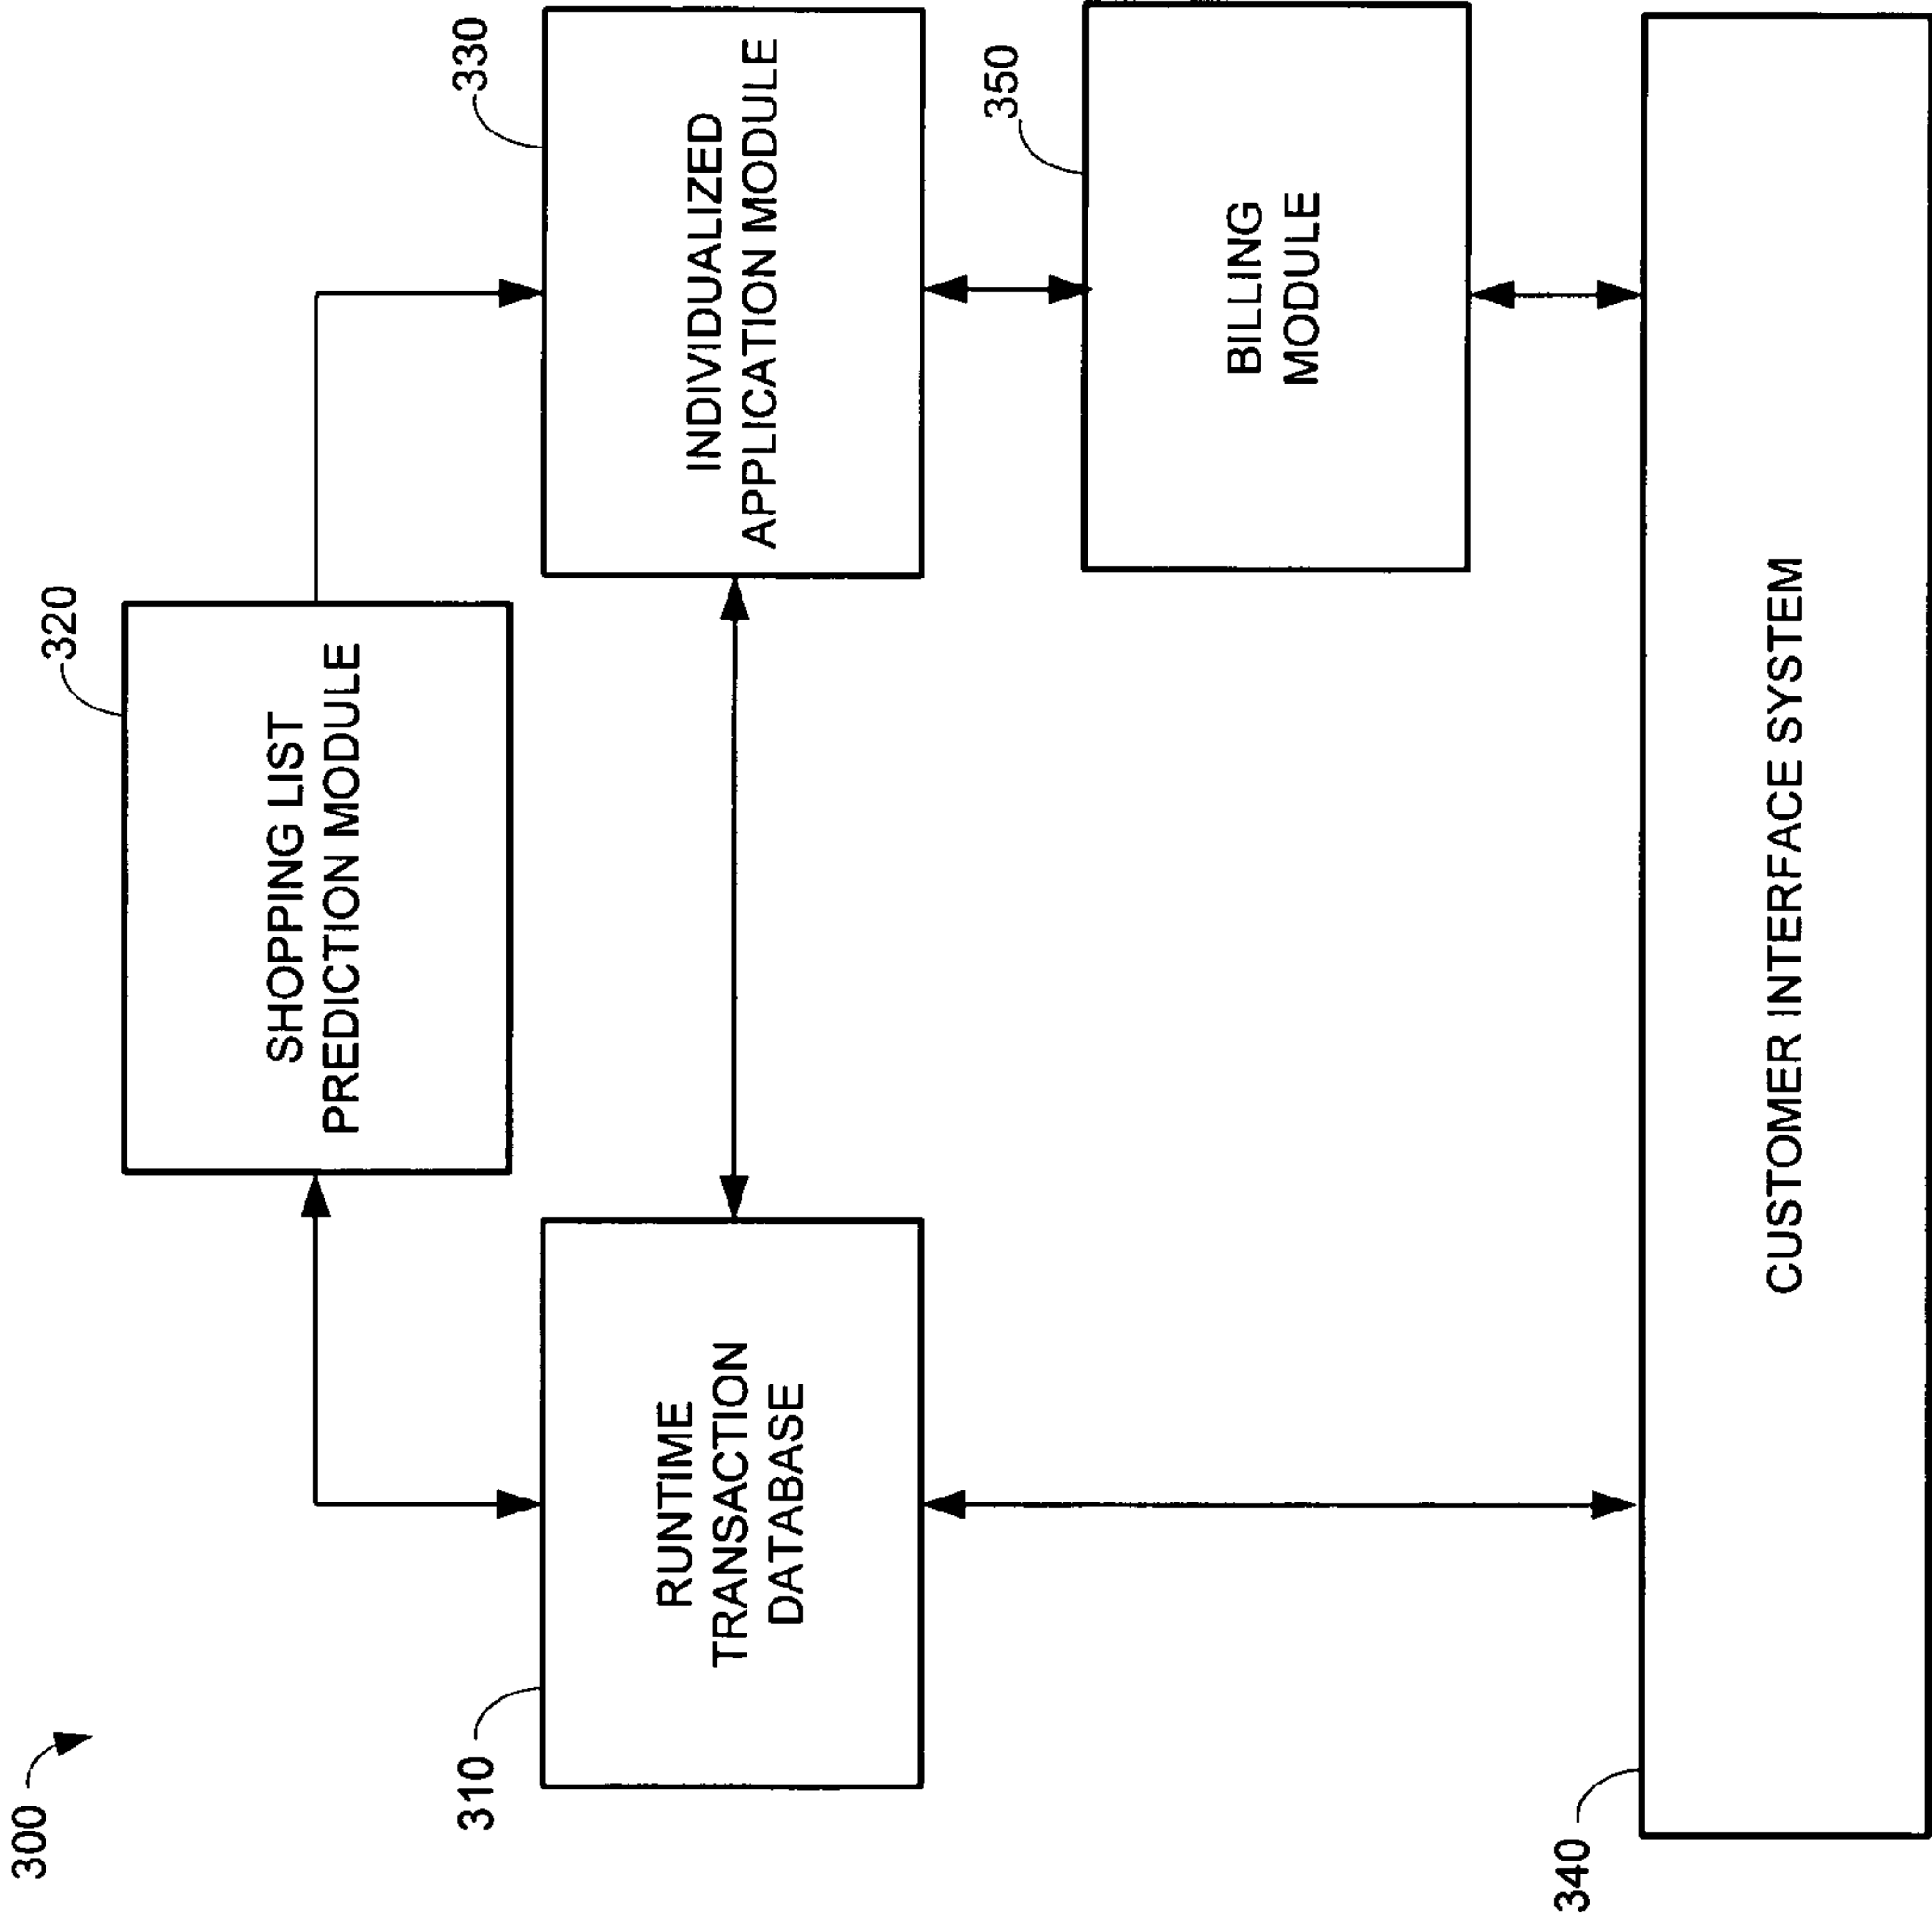 300
320
SHOPPING LIST
PREDICTION MODULE
310
RUNTIME
TRANSACTION
DATABASE
330
INDIVIDUALIZED
APPLICATION MODULE
350
BILLING
MODULE
340
CUSTOMER INTERFACE SYSTEM